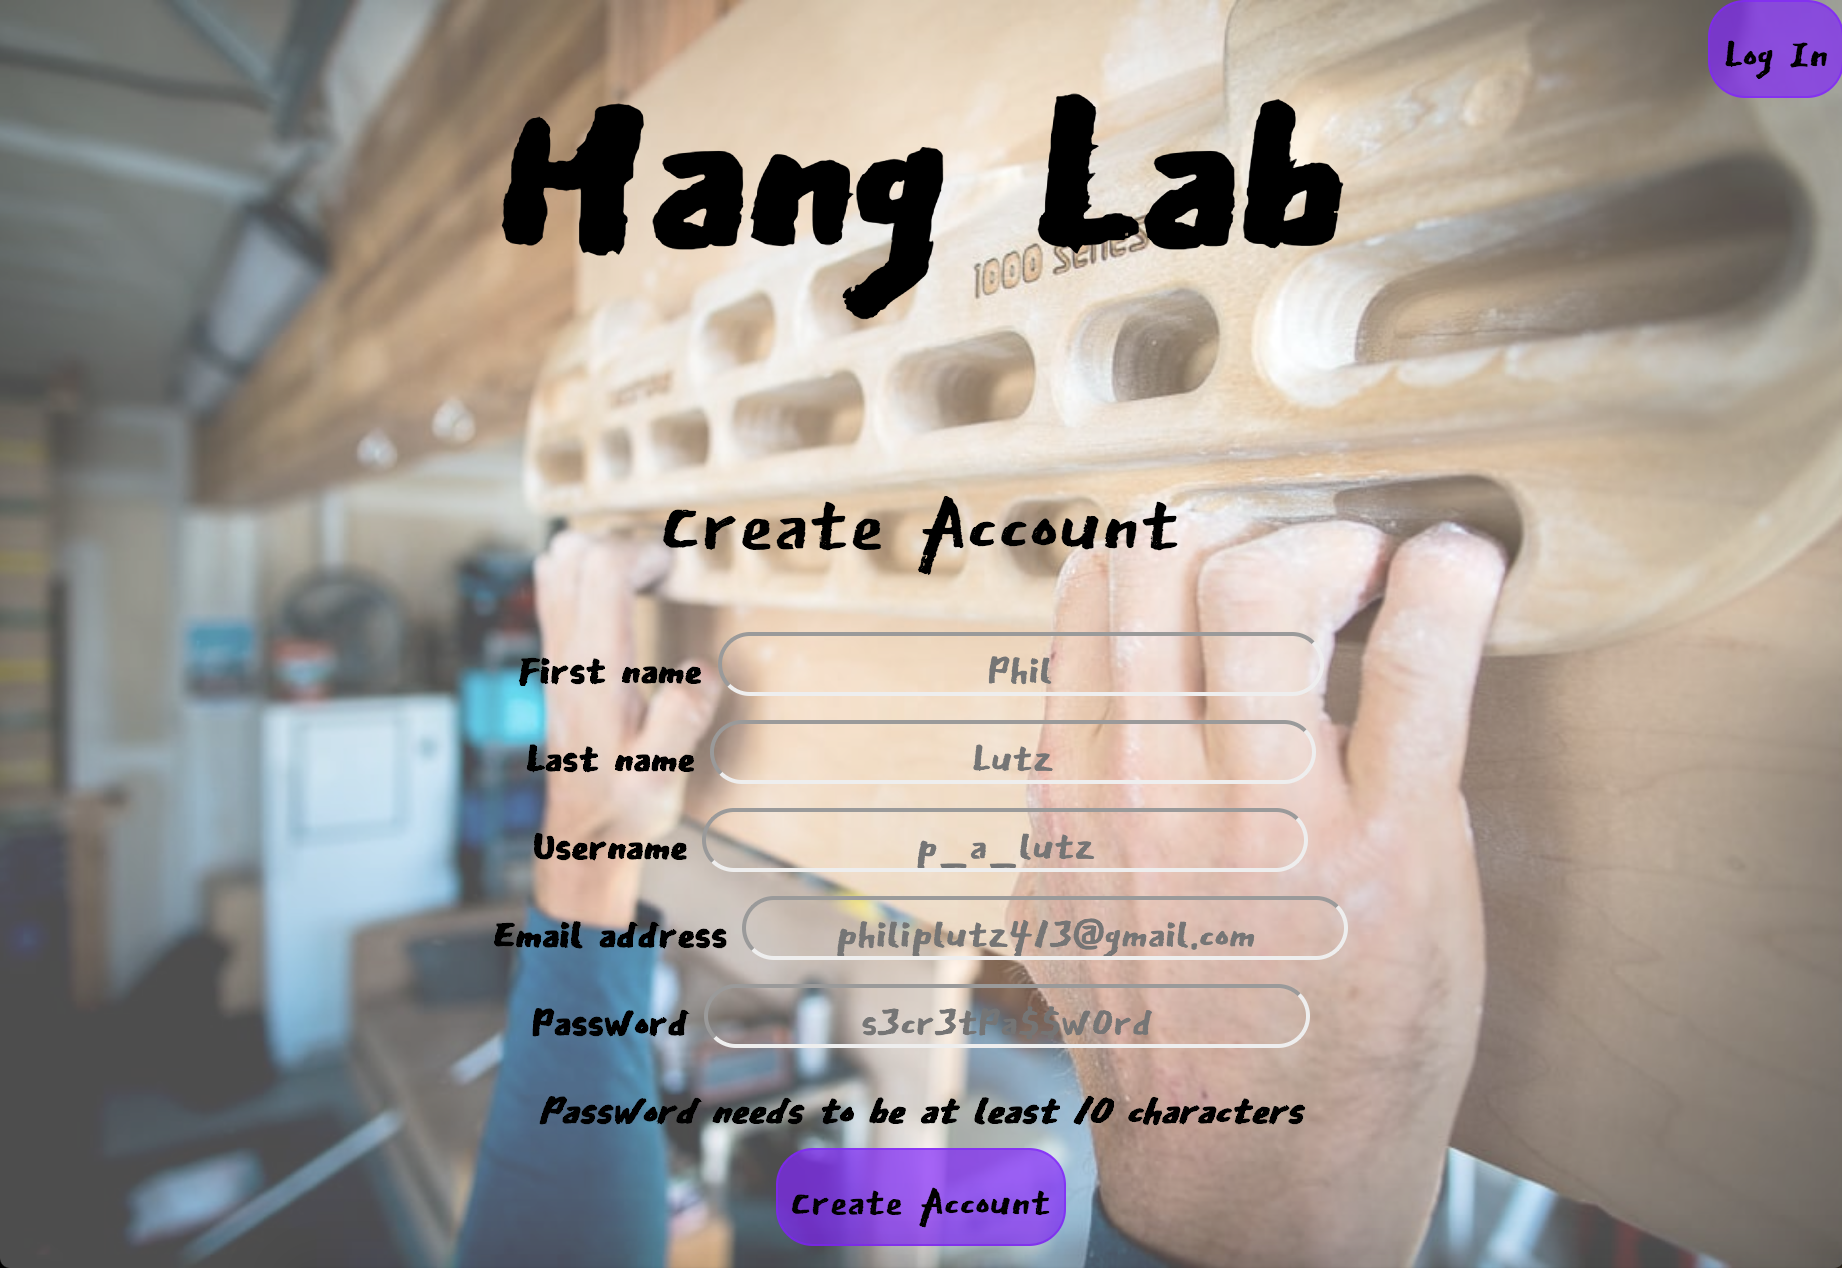 Log In
Hang Lab
1000 SERIES
Create Account
First name Phil
Last name Lutz
Username p_a_lutz
Email address philiplutz413@gmail.com
Password s3cr3tPa55w0rd
Password needs to be at least 10 characters
Create Account